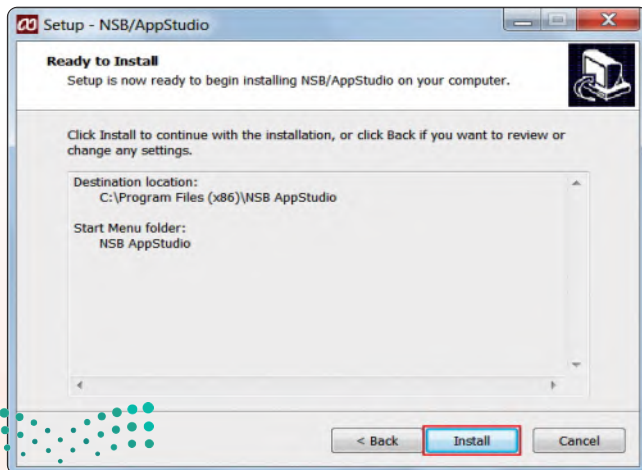 Setup - NSB/AppStudio
Ready to Install
Setup is now ready to begin installing NSB/AppStudio on your computer.
Click Install to continue with the installation, or click Back if you want to review or
change any settings.
Destination location:
C:\Program Files (x86)\NSB AppStudio
Start Menu folder:
NSB AppStudio
< Back
Install
Cancel